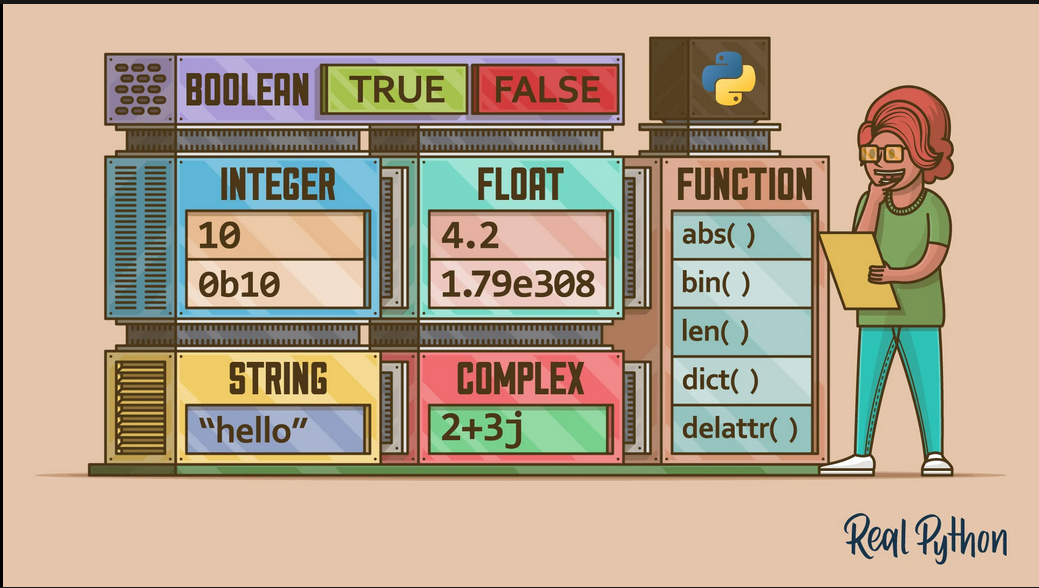 BOOLEAN TRUE FALSE
INTEGER
10
0b10
FLOAT
4.2
1.79e308
FUNCTION
abs( )
bin( )
len( )
dict( )
delattr( )
STRING
“hello”
COMPLEX
2+3j
Real Python